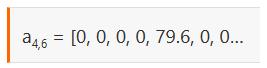 a4,6 = [0, 0, 0, 0, 79.6, 0, 0...